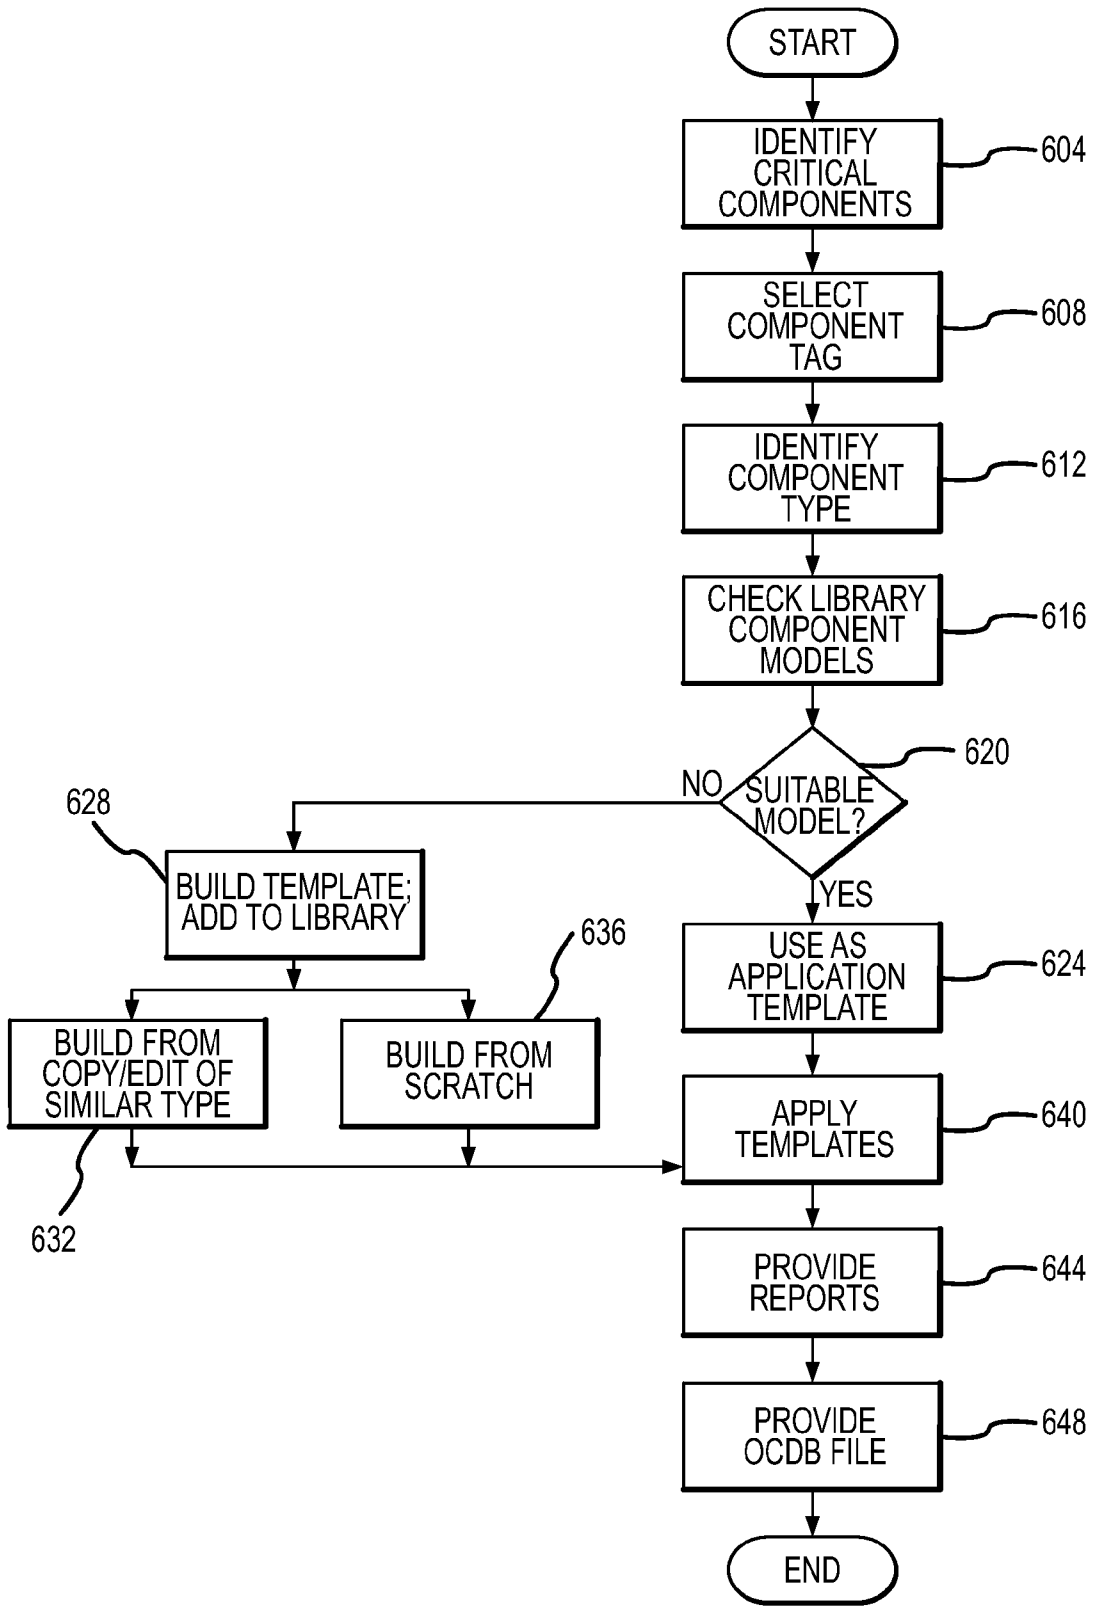 START
IDENTIFY
CRITICAL
COMPONENTS
604
SELECT
COMPONENT
TAG
608
IDENTIFY
COMPONENT
TYPE
612
CHECK LIBRARY
COMPONENT
MODELS
616
SUITABLE
MODEL?
620
NO
YES
628
BUILD TEMPLATE;
ADD TO LIBRARY
USE AS
APPLICATION
TEMPLATE
624
636
BUILD FROM
COPY/EDIT OF
SIMILAR TYPE
632
BUILD FROM
SCRATCH
APPLY
TEMPLATES
640
PROVIDE
REPORTS
644
PROVIDE
OCDB FILE
648
END